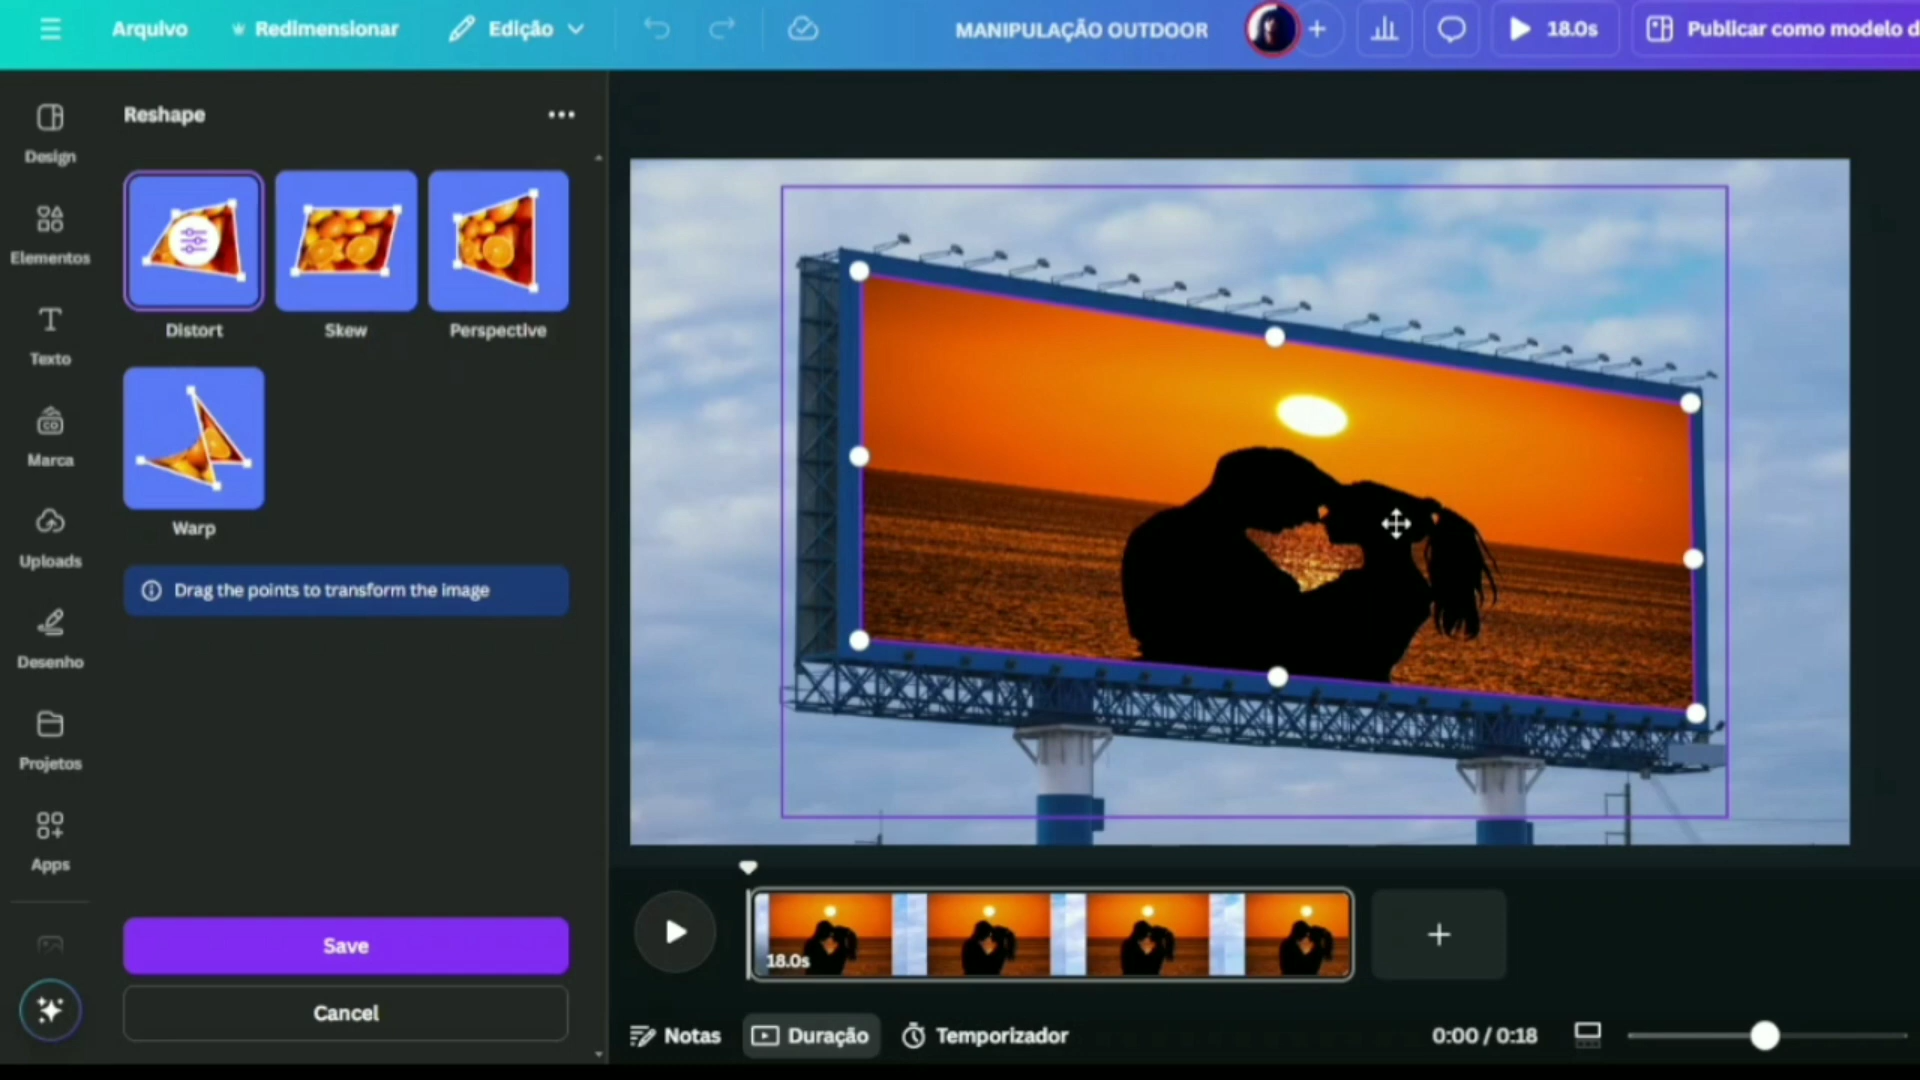 Arquivo
Redimensionar
Edição
MANIPULAÇÃO OUTDOOR
18.0s
Publicar como modelo d
Design
Elementos
Texto
Marca
Uploads
Desenho
Projetos
Apps
Reshape
Distort
Skew
Perspective
Warp
Drag the points to transform the image
Save
Cancel
18.0s
Notas
Duração
Temporizador
0:00 / 0:18